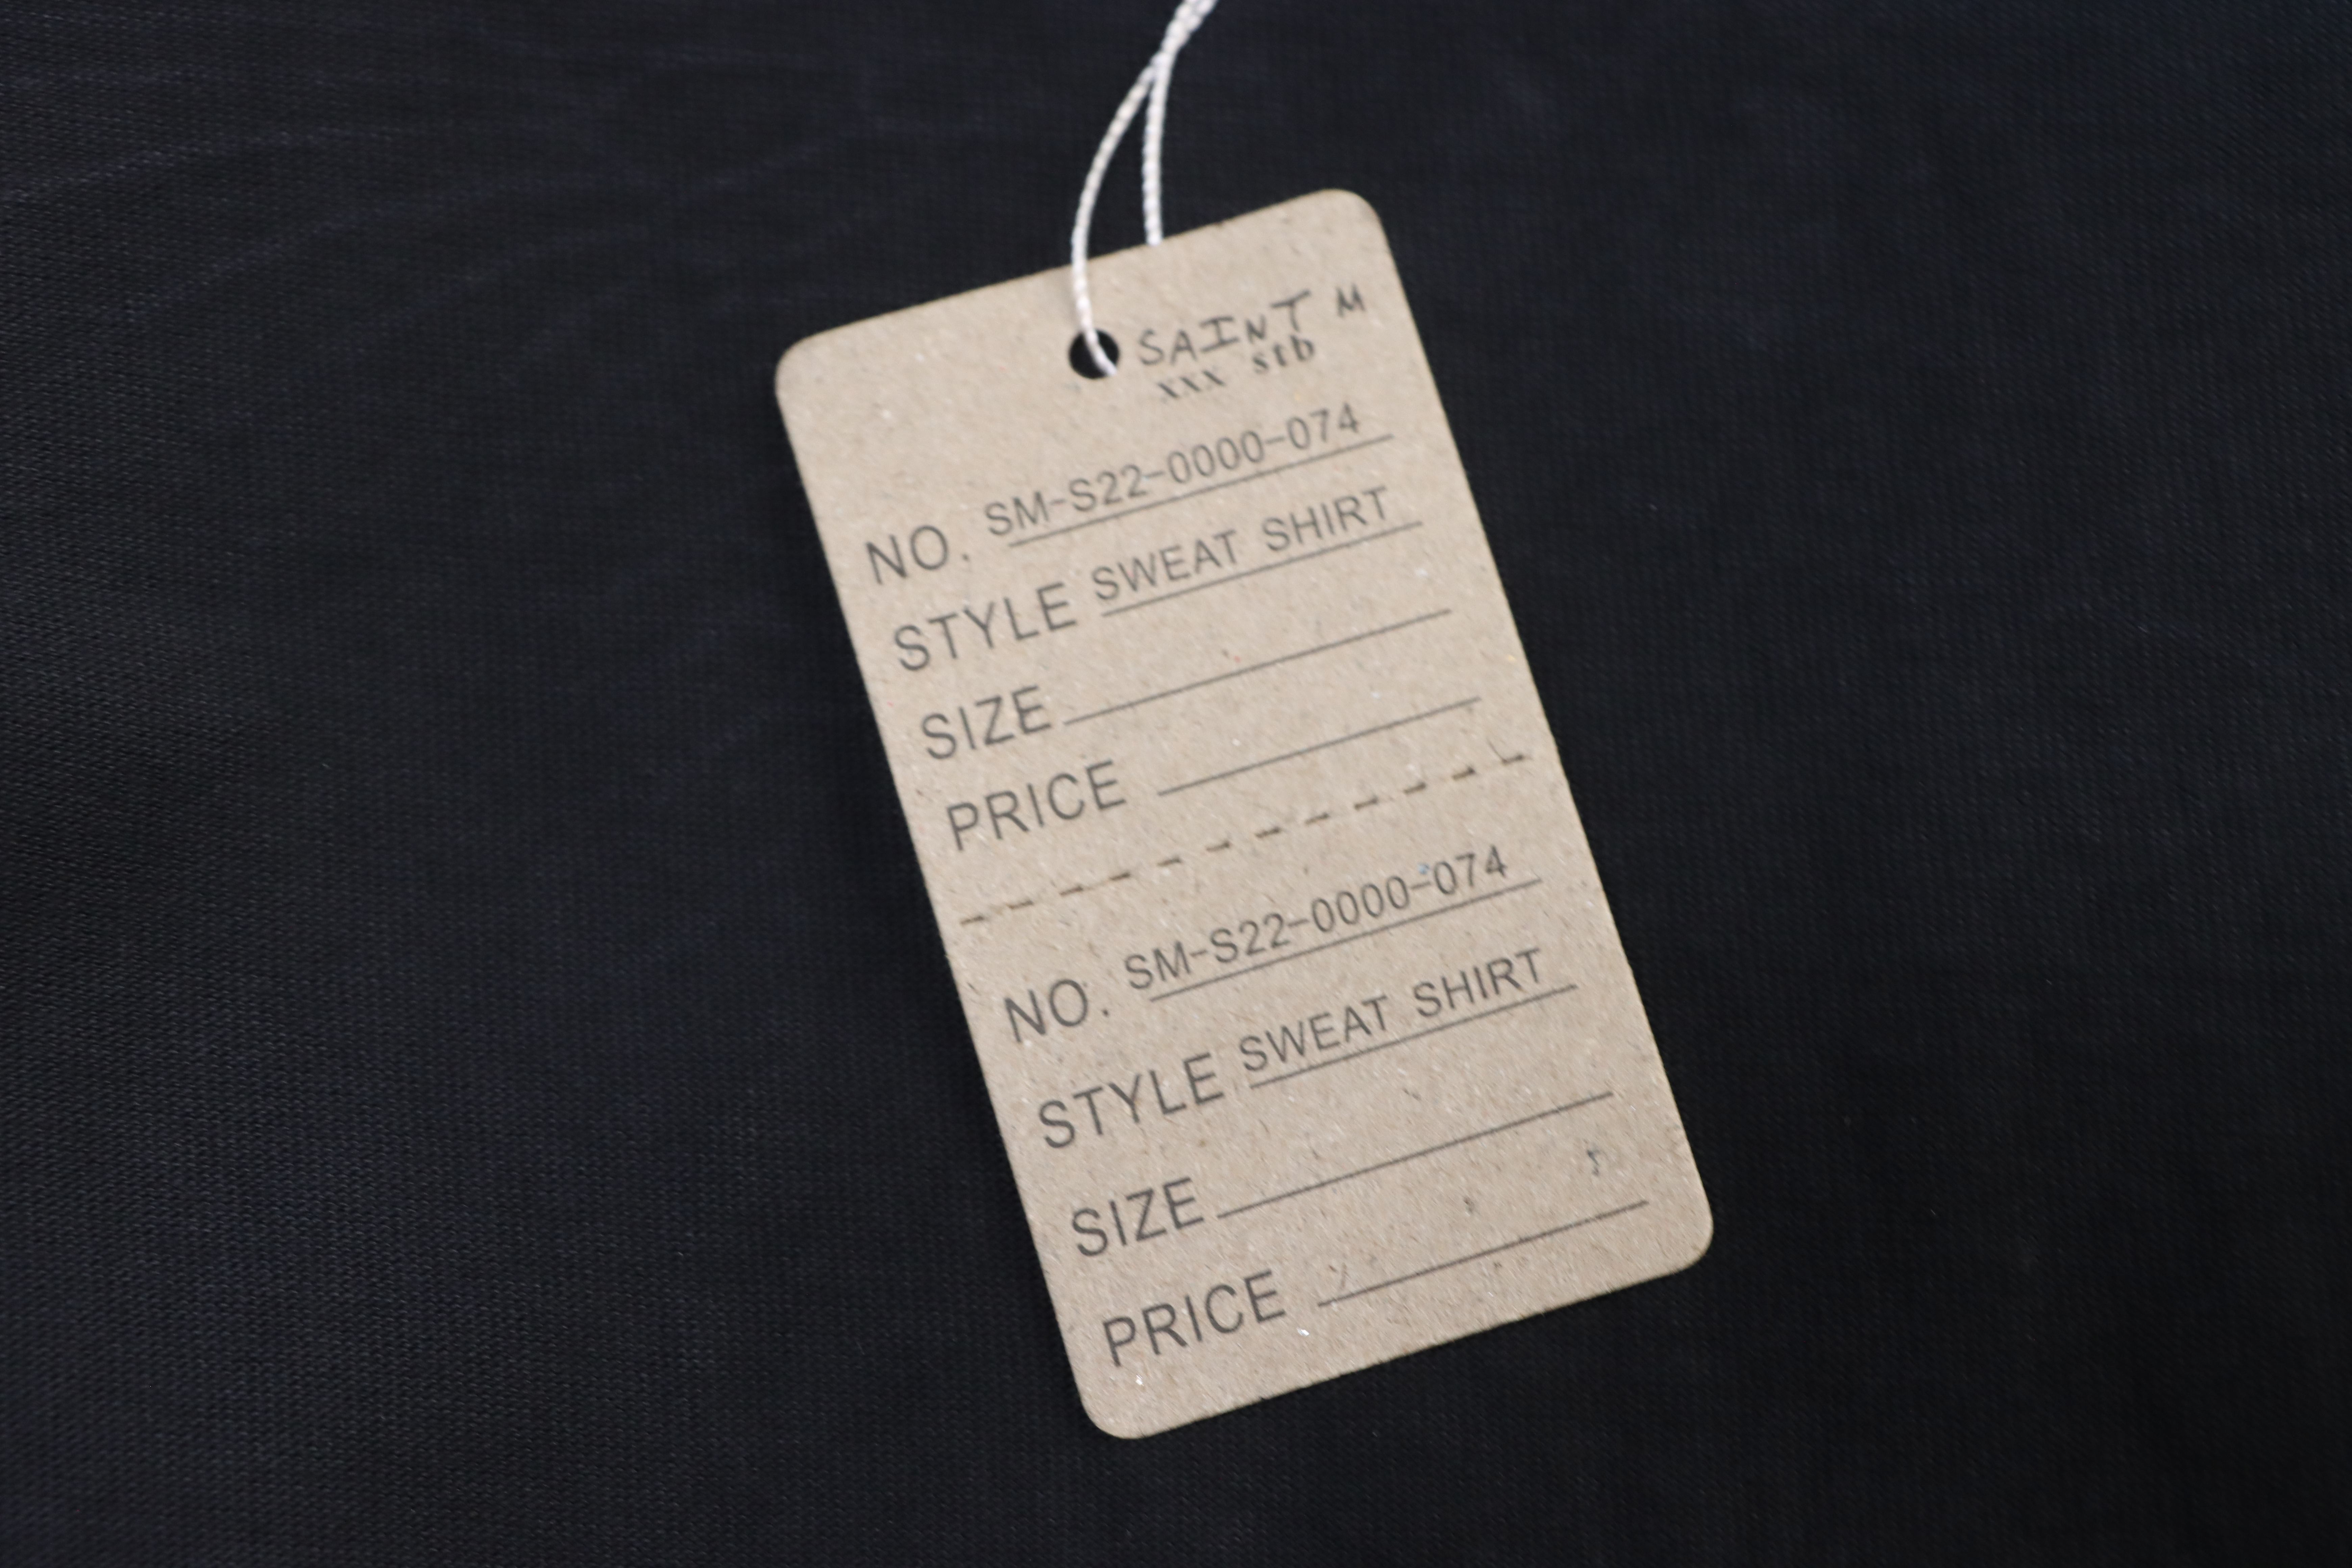 SAINT M
xxx stb
NO. SM-S22-0000-074
STYLE SWEAT SHIRT
SIZE
PRICE
NO. SM-S22-0000-074
STYLE SWEAT SHIRT
SIZE
PRICE